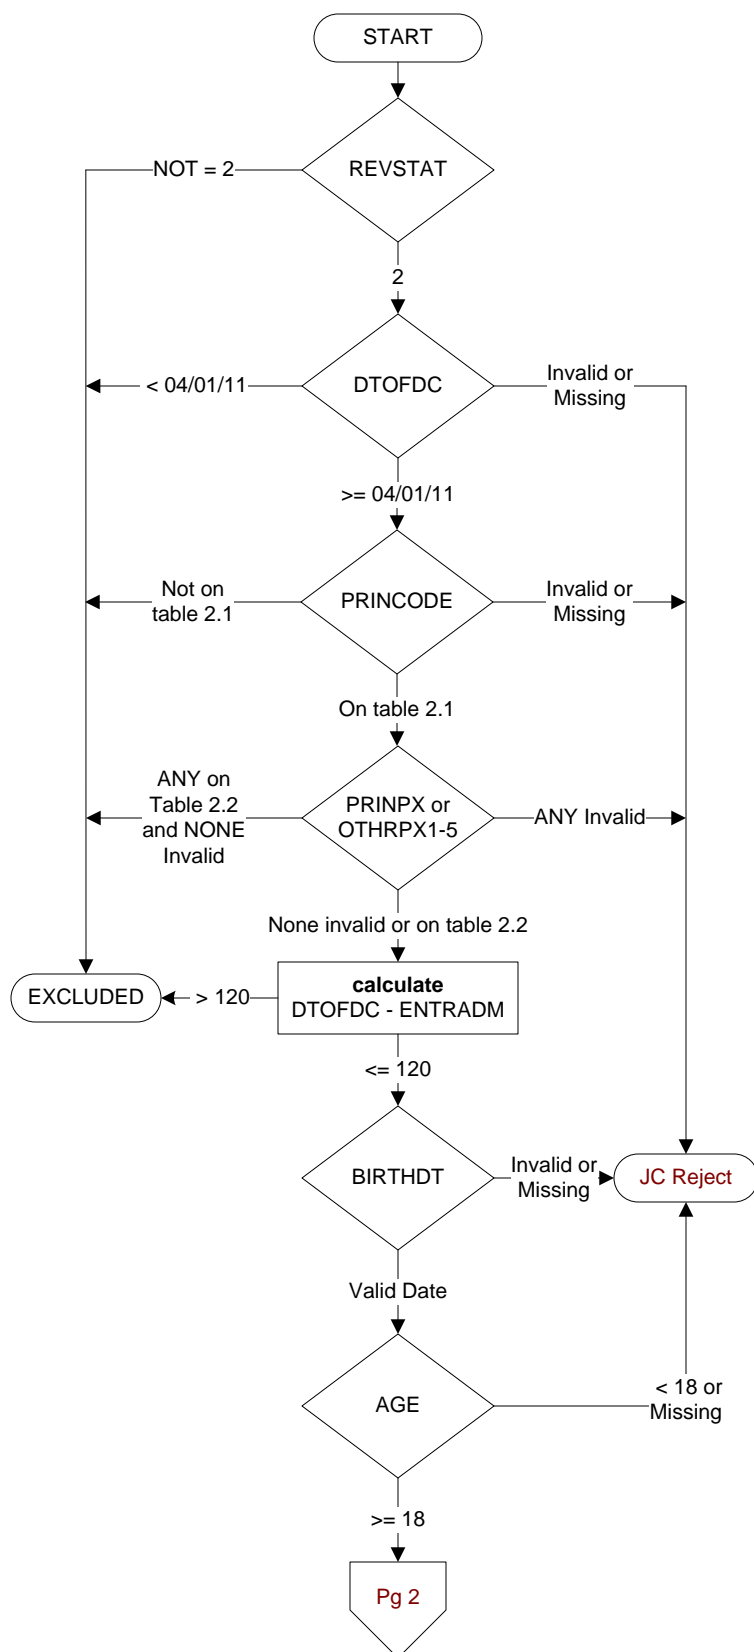 START
REVSTAT
NOT = 2
2
DTOFDC
< 04/01/11
Invalid or
Missing
>= 04/01/11
PRINCODE
Not on
table 2.1
Invalid or
Missing
On table 2.1
ANY on
Table 2.2
and NONE
Invalid
PRINPX or
OTHRPX1-5
ANY Invalid
None invalid or on table 2.2
EXCLUDED
> 120
calculate
DTOFDC - ENTRADM
<= 120
BIRTHDT
Invalid or
Missing
JC Reject
Valid Date
AGE
< 18 or
Missing
>= 18
Pg 2